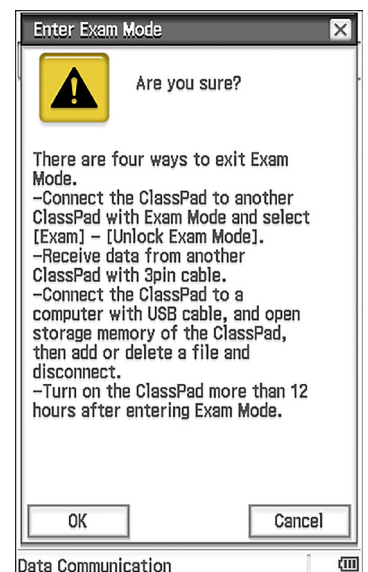 Enter Exam Mode
Are you sure?
There are four ways to exit Exam
Mode.
-Connect the ClassPad to another
ClassPad with Exam Mode and select
[Exam] - [Unlock Exam Mode].
-Receive data from another
ClassPad with 3pin cable.
-Connect the ClassPad to a
computer with USB cable, and open
storage memory of the ClassPad,
then add or delete a file and
disconnect.
-Turn on the ClassPad more than 12
hours after entering Exam Mode.
OK Cancel
Data Communication